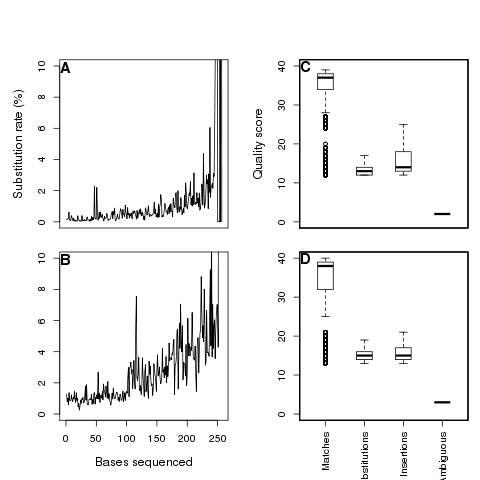 A
C
10
8
6
4
2
0
Substitution rate (%)
40
30
20
10
0
Quality score
B
D
10
8
6
4
2
0
40
30
20
10
0
0 50 100 150 200 250
Bases sequenced
Matches
bstitutions
Insertions
mbiguous